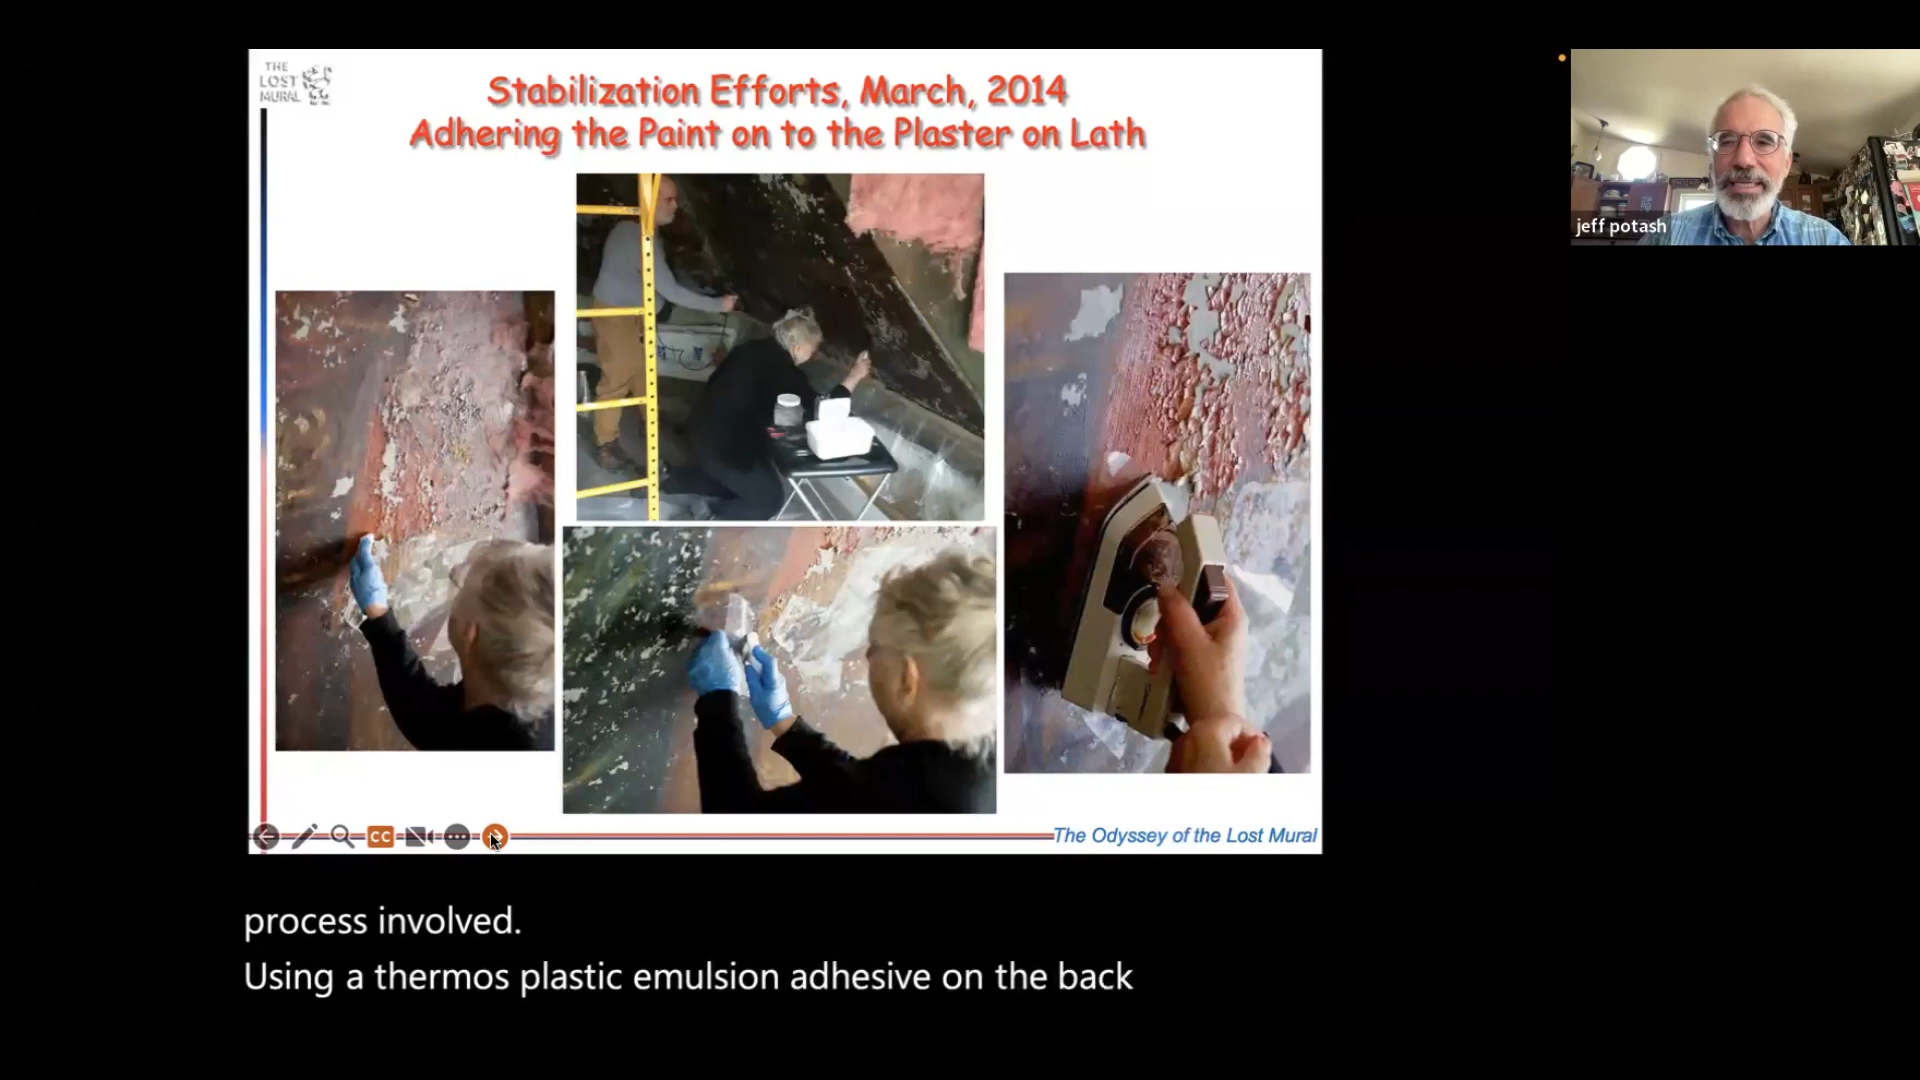 THE
LOST
MURAL
Stabilization Efforts, March, 2014
Adhering the Paint on to the Plaster on Lath
jeff potash
CC
The Odyssey of the Lost Mural
process involved.
Using a thermos plastic emulsion adhesive on the back